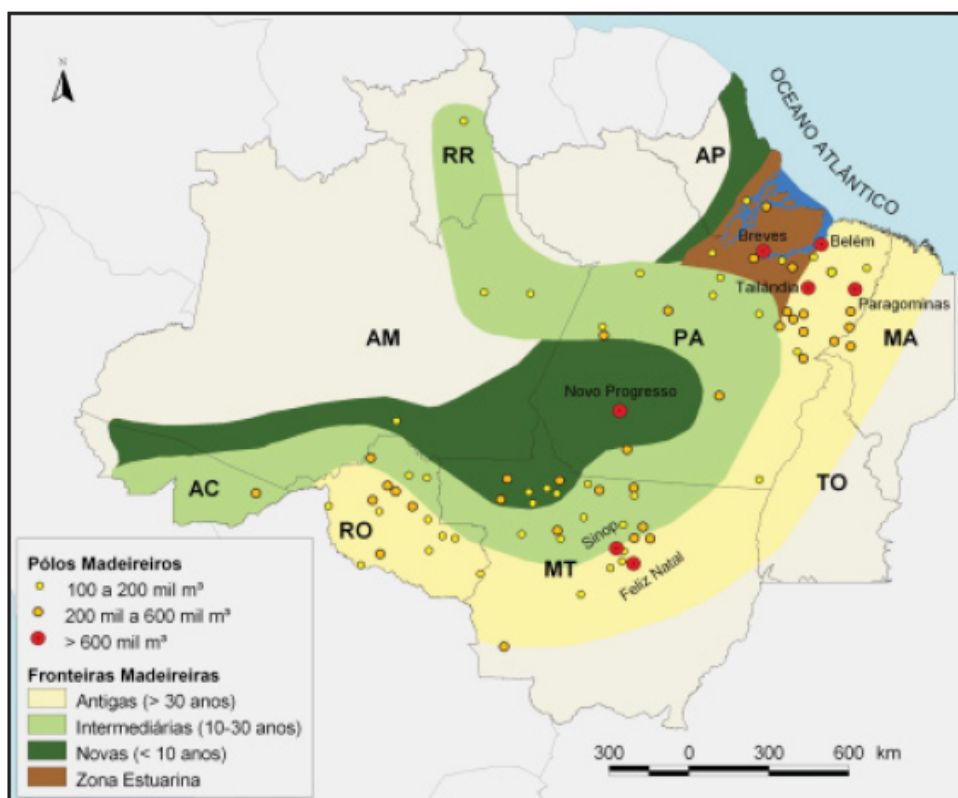 N
OCEANO ATLÂNTICO
RR
AP
Breves
Belém
Tailândia
Paragominas
AM
PA
MA
Novo Progresso
TO
AC
RO
Sinop
MT
Feliz Natal
Pólos Madeireiros
100 a 200 mil m³
200 mil a 600 mil m³
> 600 mil m³
Fronteiras Madeireiras
Antigas (> 30 anos)
Intermediárias (10-30 anos)
Novas (< 10 anos)
Zona Estuarina
300 0 300 600 km